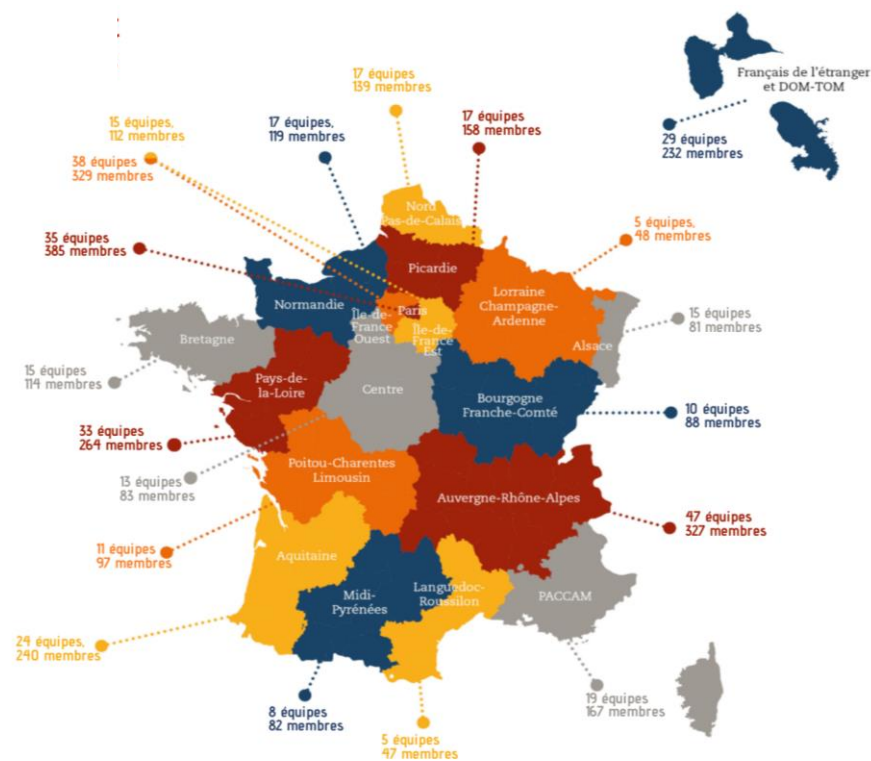 17 équipes
139 membres
Français de l'étranger
et DOM-TOM
15 équipes,
112 membres
17 équipes,
119 membres
17 équipes
158 membres
29 équipes
232 membres
38 équipes
329 membres
Nord
Pas-de-Calais
5 équipes,
48 membres
35 équipes
385 membres
Picardie
Lorraine
Champagne-
Ardenne
Normandie
Paris
Île-de-
France
Ouest
Île-de-
France
Est
15 équipes
81 membres
Bretagne
Alsace
15 équipes
114 membres
Pays-de-
la-Loire
Centre
Bourgogne
Franche-Comté
10 équipes
88 membres
33 équipes
264 membres
13 équipes
83 membres
Poitou-Charentes
Limousin
Auvergne-Rhône-Alpes
47 équipes
327 membres
11 équipes
97 membres
Aquitaine
Midi-
Pyrénées
Languedoc-
Roussilon
PACCAM
24 équipes,
240 membres
19 équipes
167 membres
8 équipes
82 membres
5 équipes
47 membres